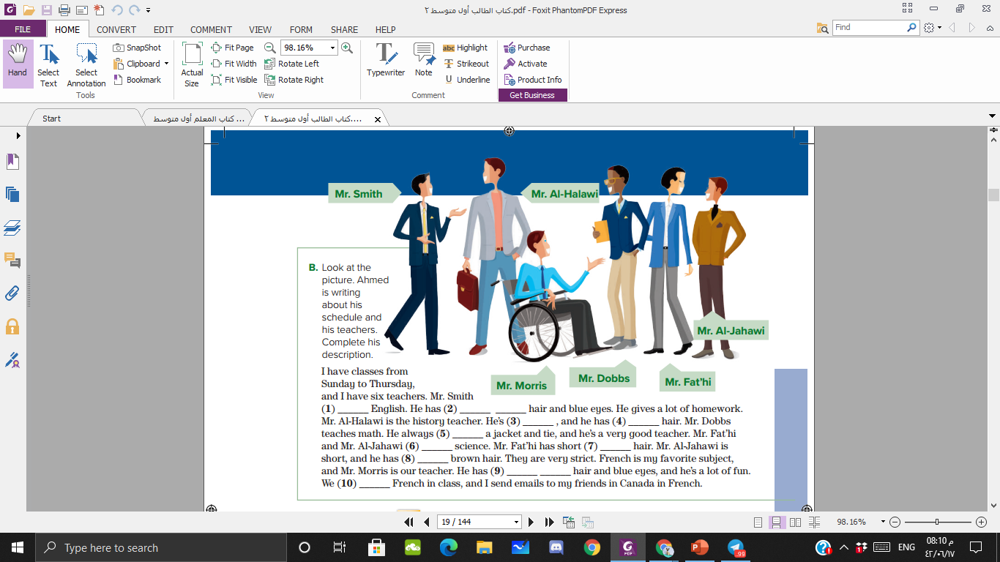 كتاب الطالب أول متوسط ٢.pdf - Foxit PhantomPDF Express
FILE HOME CONVERT EDIT COMMENT VIEW FORM SHARE HELP
Find
Hand
Select Text
Select Annotation
SnapShot
Clipboard
Bookmark
Tools
Actual Size
Fit Page
Fit Width
Fit Visible
98.16%
Rotate Left
Rotate Right
View
Typewriter
Note
Highlight
Strikeout
Underline
Comment
Purchase
Activate
Product Info
Get Business
Start
كتاب المعلم أول متوسط ...
كتاب الطالب أول متوسط ٢....
Mr. Smith
Mr. Al-Halawi
Mr. Al-Jahawi
Mr. Morris
Mr. Dobbs
Mr. Fat'hi
B. Look at the
picture. Ahmed
is writing
about his
schedule and
his teachers.
Complete his
description.
I have classes from
Sunday to Thursday,
and I have six teachers. Mr. Smith
(1) ______ English. He has (2) ______ ______ hair and blue eyes. He gives a lot of homework.
Mr. Al-Halawi is the history teacher. He's (3) ______ , and he has (4) ______ hair. Mr. Dobbs
teaches math. He always (5) ______ a jacket and tie, and he's a very good teacher. Mr. Fat'hi
and Mr. Al-Jahawi (6) ______ science. Mr. Fat'hi has short (7) ______ hair. Mr. Al-Jahawi is
short, and he has (8) ______ brown hair. They are very strict. French is my favorite subject,
and Mr. Morris is our teacher. He has (9) ______ ______ hair and blue eyes, and he's a lot of fun.
We (10) ______ French in class, and I send emails to my friends in Canada in French.
19 / 144
98.16%
Type here to search
ENG
08:10 م
٤٢/٠٦/١٧
99